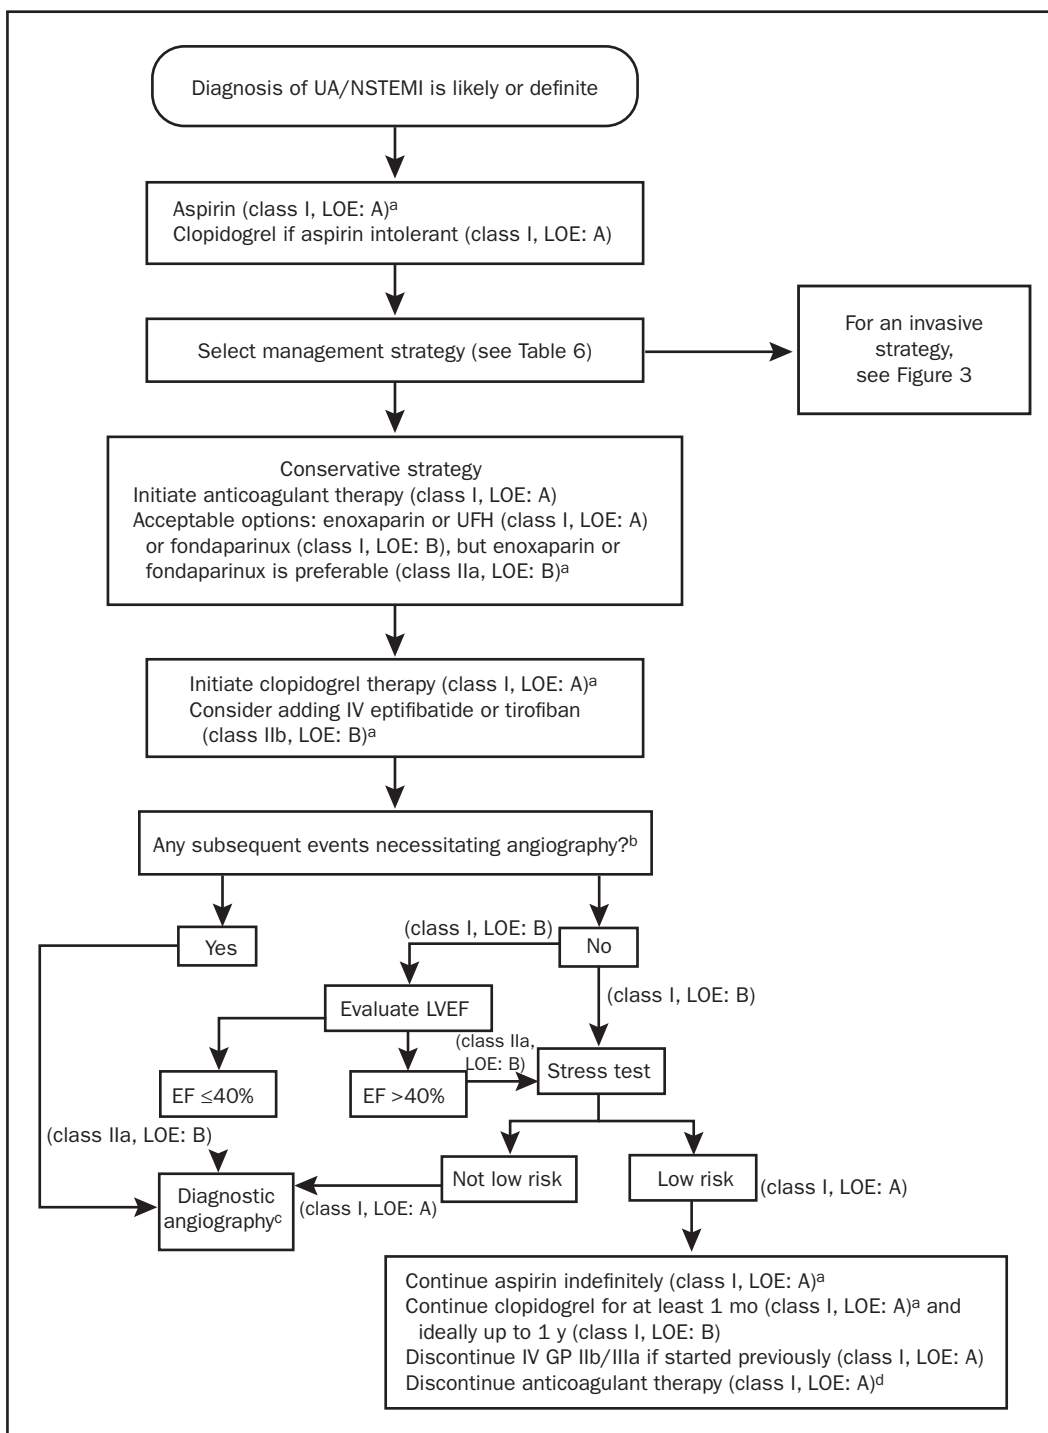 Diagnosis of UA/NSTEMI is likely or definite
Aspirin (class I, LOE: A)ᵃ
Clopidogrel if aspirin intolerant (class I, LOE: A)
Select management strategy (see Table 6)
For an invasive
strategy,
see Figure 3
Conservative strategy
Initiate anticoagulant therapy (class I, LOE: A)
Acceptable options: enoxaparin or UFH (class I, LOE: A)
or fondaparinux (class I, LOE: B), but enoxaparin or
fondaparinux is preferable (class IIa, LOE: B)ᵃ
Initiate clopidogrel therapy (class I, LOE: A)ᵃ
Consider adding IV eptifibatide or tirofiban
(class IIb, LOE: B)ᵃ
Any subsequent events necessitating angiography?ᵇ
Yes
(class I, LOE: B)
No
(class I, LOE: B)
Evaluate LVEF
(class IIa,
LOE: B)
Stress test
EF ≤40%
EF >40%
(class IIa, LOE: B)
Not low risk
Low risk
(class I, LOE: A)
Diagnostic
angiographyᶜ
(class I, LOE: A)
Continue aspirin indefinitely (class I, LOE: A)ᵃ
Continue clopidogrel for at least 1 mo (class I, LOE: A)ᵃ and
ideally up to 1 y (class I, LOE: B)
Discontinue IV GP IIb/IIIa if started previously (class I, LOE: A)
Discontinue anticoagulant therapy (class I, LOE: A)ᵈ